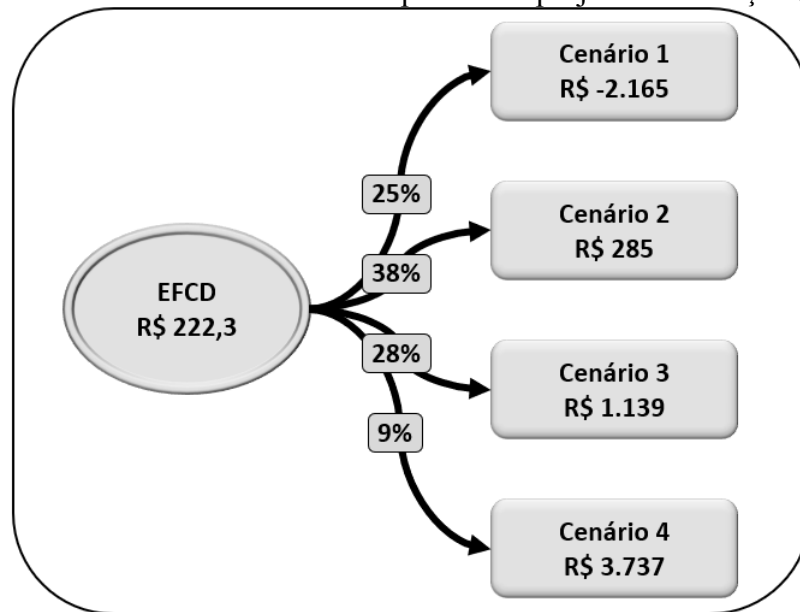 Cenário 1
R$ -2.165
25%
Cenário 2
R$ 285
38%
EFCD
R$ 222,3
28%
Cenário 3
R$ 1.139
9%
Cenário 4
R$ 3.737